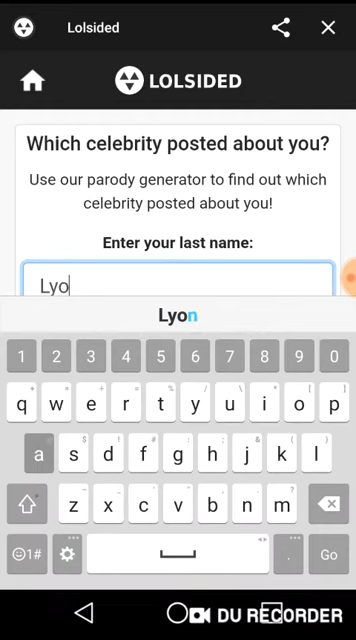 Lolsided
LOLSIDED
Which celebrity posted about you?
Use our parody generator to find out which
celebrity posted about you!
Enter your last name:
Lyo
Lyon
1 2 3 4 5 6 7 8 9 0
q w e r t y u i o p
a s d f g h j k l
z x c v b n m
1# . Go
DU RECORDER